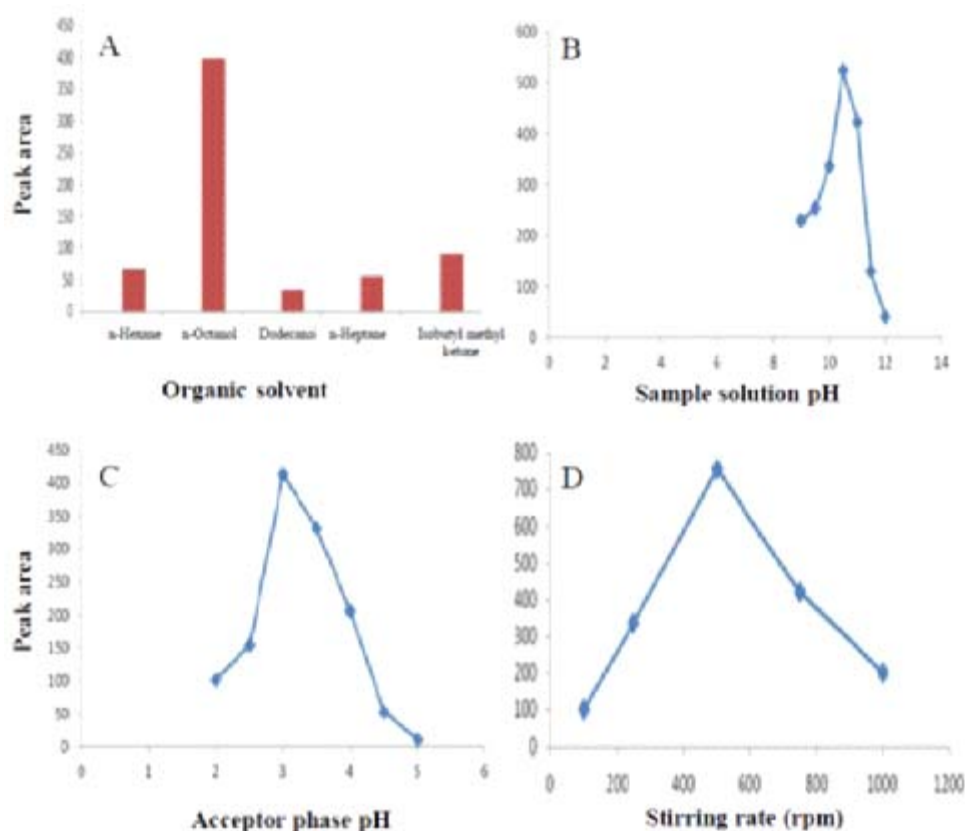 A
Peak area
450
400
350
300
250
200
150
100
50
0
n-Hexane n-Octanol Dodecanol n-Heptane Isobutyl methyl
ketone
Organic solvent
B
600
500
400
300
200
100
0
0 2 4 6 8 10 12 14
Sample solution pH
C
Peak area
450
400
350
300
250
200
150
100
50
0
0 1 2 3 4 5 6
Acceptor phase pH
D
800
700
600
500
400
300
200
100
0
0 200 400 600 800 1000 1200
Stirring rate (rpm)